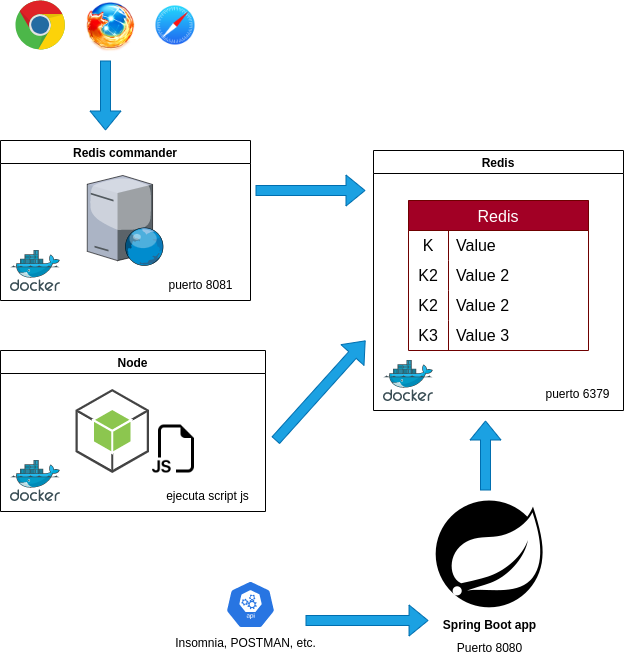 Redis commander
docker
puerto 8081
Redis
Redis
K Value
K2 Value 2
K2 Value 2
K3 Value 3
docker
puerto 6379
Node
JS
docker
ejecuta script js
api
Insomnia, POSTMAN, etc.
Spring Boot app
Puerto 8080